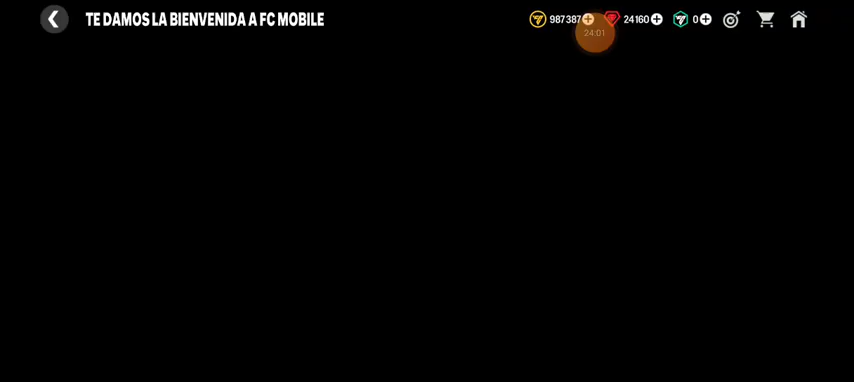 TE DAMOS LA BIENVENIDA A FC MOBILE
987387
24160
0
24:01